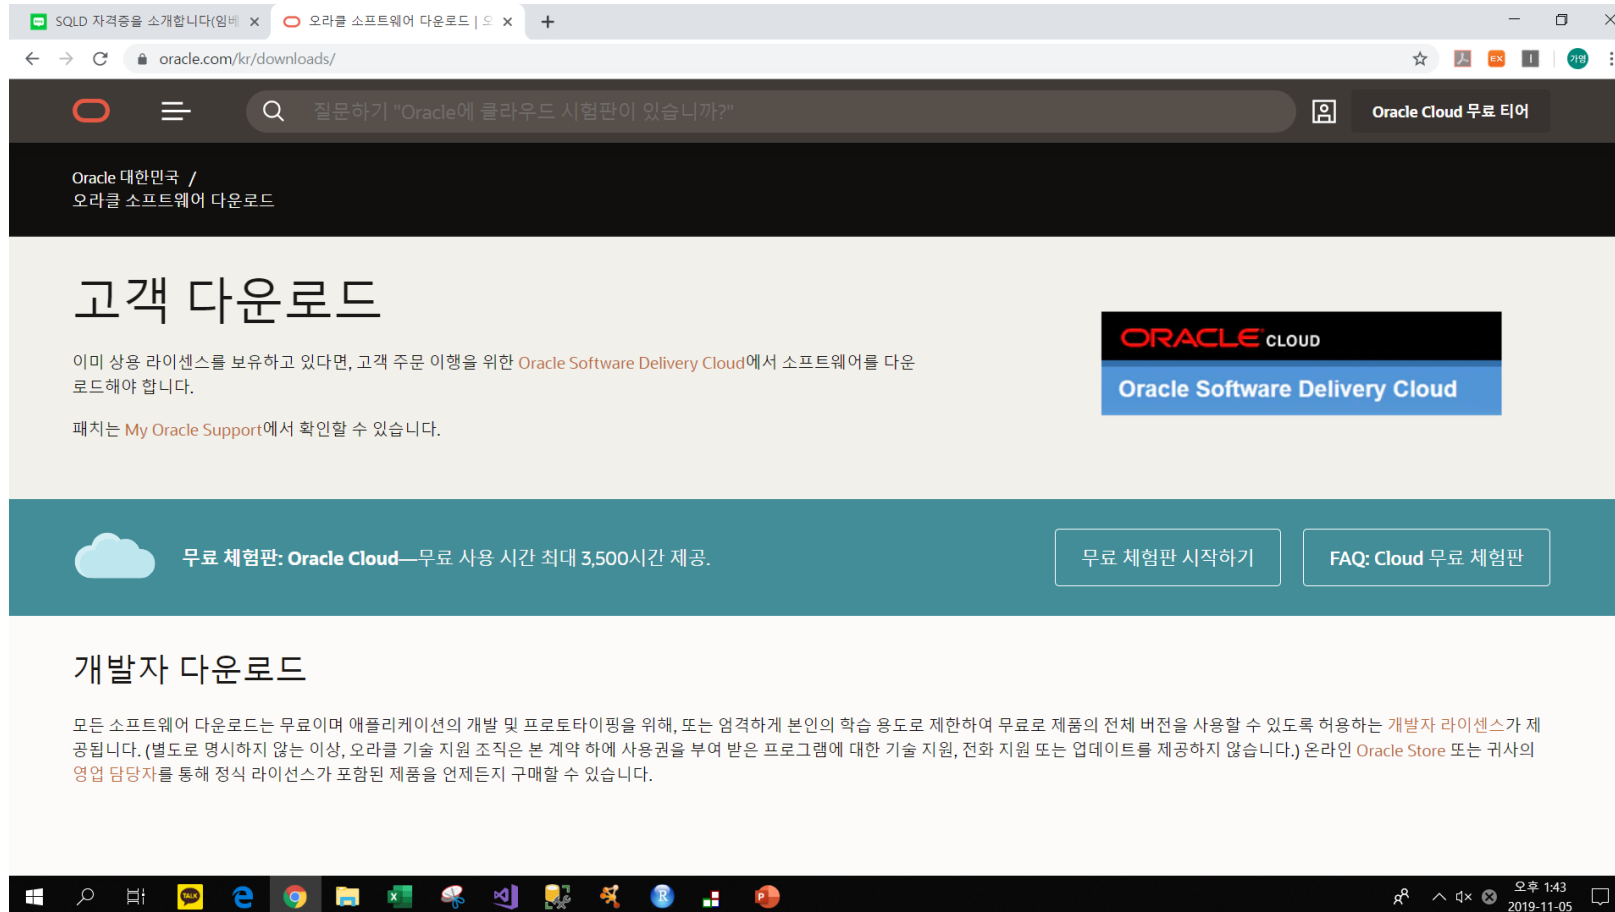 SQLD 자격증을 소개합니다(임베
오라클 소프트웨어 다운로드 | 오
oracle.com/kr/downloads/
EX
가영
질문하기 "Oracle에 클라우드 시험판이 있습니까?"
Oracle Cloud 무료 티어
Oracle 대한민국 /
오라클 소프트웨어 다운로드
고객 다운로드
이미 상용 라이센스를 보유하고 있다면, 고객 주문 이행을 위한 Oracle Software Delivery Cloud에서 소프트웨어를 다운
로드해야 합니다.
패치는 My Oracle Support에서 확인할 수 있습니다.
ORACLE CLOUD
Oracle Software Delivery Cloud
무료 체험판: Oracle Cloud—무료 사용 시간 최대 3,500시간 제공.
무료 체험판 시작하기
FAQ: Cloud 무료 체험판
개발자 다운로드
모든 소프트웨어 다운로드는 무료이며 애플리케이션의 개발 및 프로토타이핑을 위해, 또는 엄격하게 본인의 학습 용도로 제한하여 무료로 제품의 전체 버전을 사용할 수 있도록 허용하는 개발자 라이센스가 제
공됩니다. (별도로 명시하지 않는 이상, 오라클 기술 지원 조직은 본 계약 하에 사용권을 부여 받은 프로그램에 대한 기술 지원, 전화 지원 또는 업데이트를 제공하지 않습니다.) 온라인 Oracle Store 또는 귀사의
영업 담당자를 통해 정식 라이선스가 포함된 제품을 언제든지 구매할 수 있습니다.
TALK
오후 1:43
2019-11-05